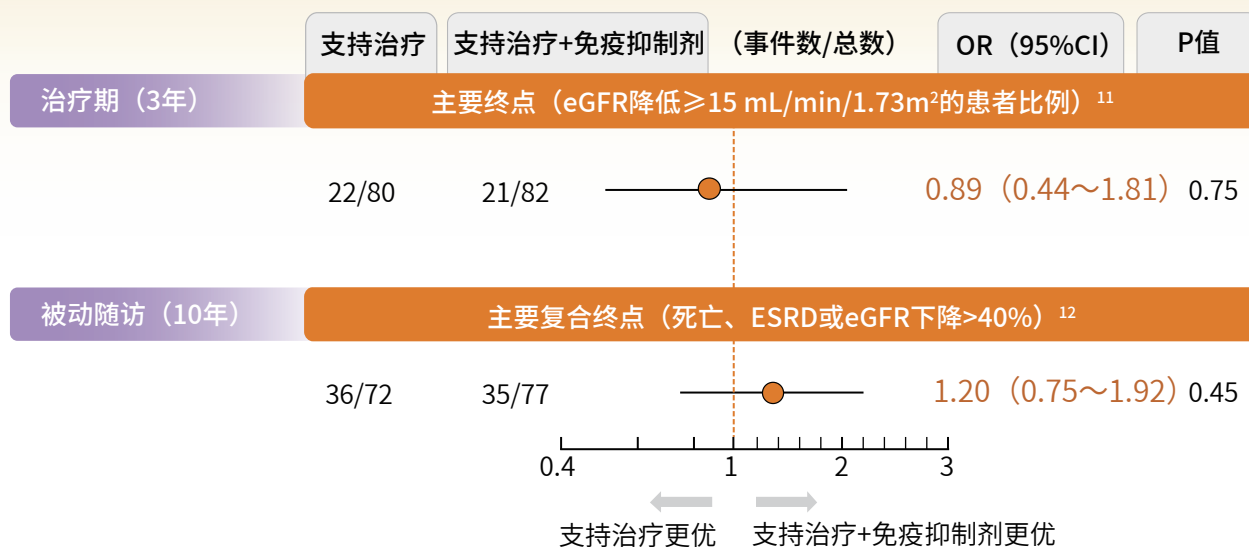 支持治疗 支持治疗+免疫抑制剂 （事件数/总数） OR（95%CI） P值
治疗期（3年） 主要终点（eGFR降低≥15 mL/min/1.73m²的患者比例）¹¹
22/80 21/82 0.89（0.44～1.81） 0.75
被动随访（10年） 主要复合终点（死亡、ESRD或eGFR下降>40%）¹²
36/72 35/77 1.20（0.75～1.92） 0.45
0.4 1 2 3
支持治疗更优 支持治疗+免疫抑制剂更优